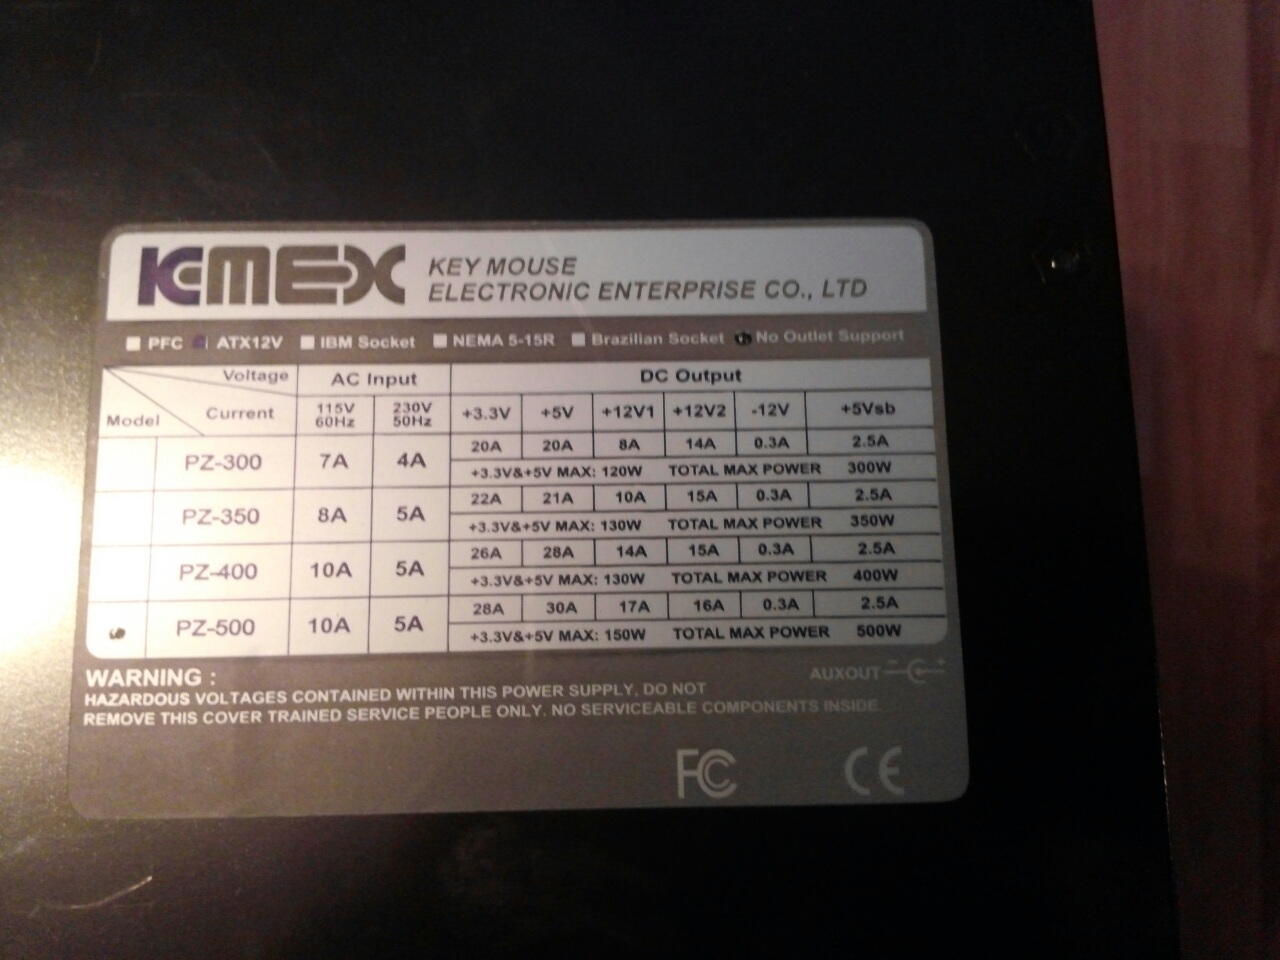 KMEX KEY MOUSE
ELECTRONIC ENTERPRISE CO., LTD
PFC ATX12V IBM Socket NEMA 5-15R Brazilian Socket No Outlet Support
Voltage AC Input DC Output
Model Current 115V 60Hz 230V 50Hz +3.3V +5V +12V1 +12V2 -12V +5Vsb
PZ-300 7A 4A 20A 20A 8A 14A 0.3A 2.5A
+3.3V&+5V MAX: 120W TOTAL MAX POWER 300W
PZ-350 8A 5A 22A 21A 10A 15A 0.3A 2.5A
+3.3V&+5V MAX: 130W TOTAL MAX POWER 350W
PZ-400 10A 5A 26A 28A 14A 15A 0.3A 2.5A
+3.3V&+5V MAX: 130W TOTAL MAX POWER 400W
PZ-500 10A 5A 28A 30A 17A 16A 0.3A 2.5A
+3.3V&+5V MAX: 150W TOTAL MAX POWER 500W
WARNING : AUXOUT - +
HAZARDOUS VOLTAGES CONTAINED WITHIN THIS POWER SUPPLY, DO NOT
REMOVE THIS COVER TRAINED SERVICE PEOPLE ONLY. NO SERVICEABLE COMPONENTS INSIDE.
FC CE